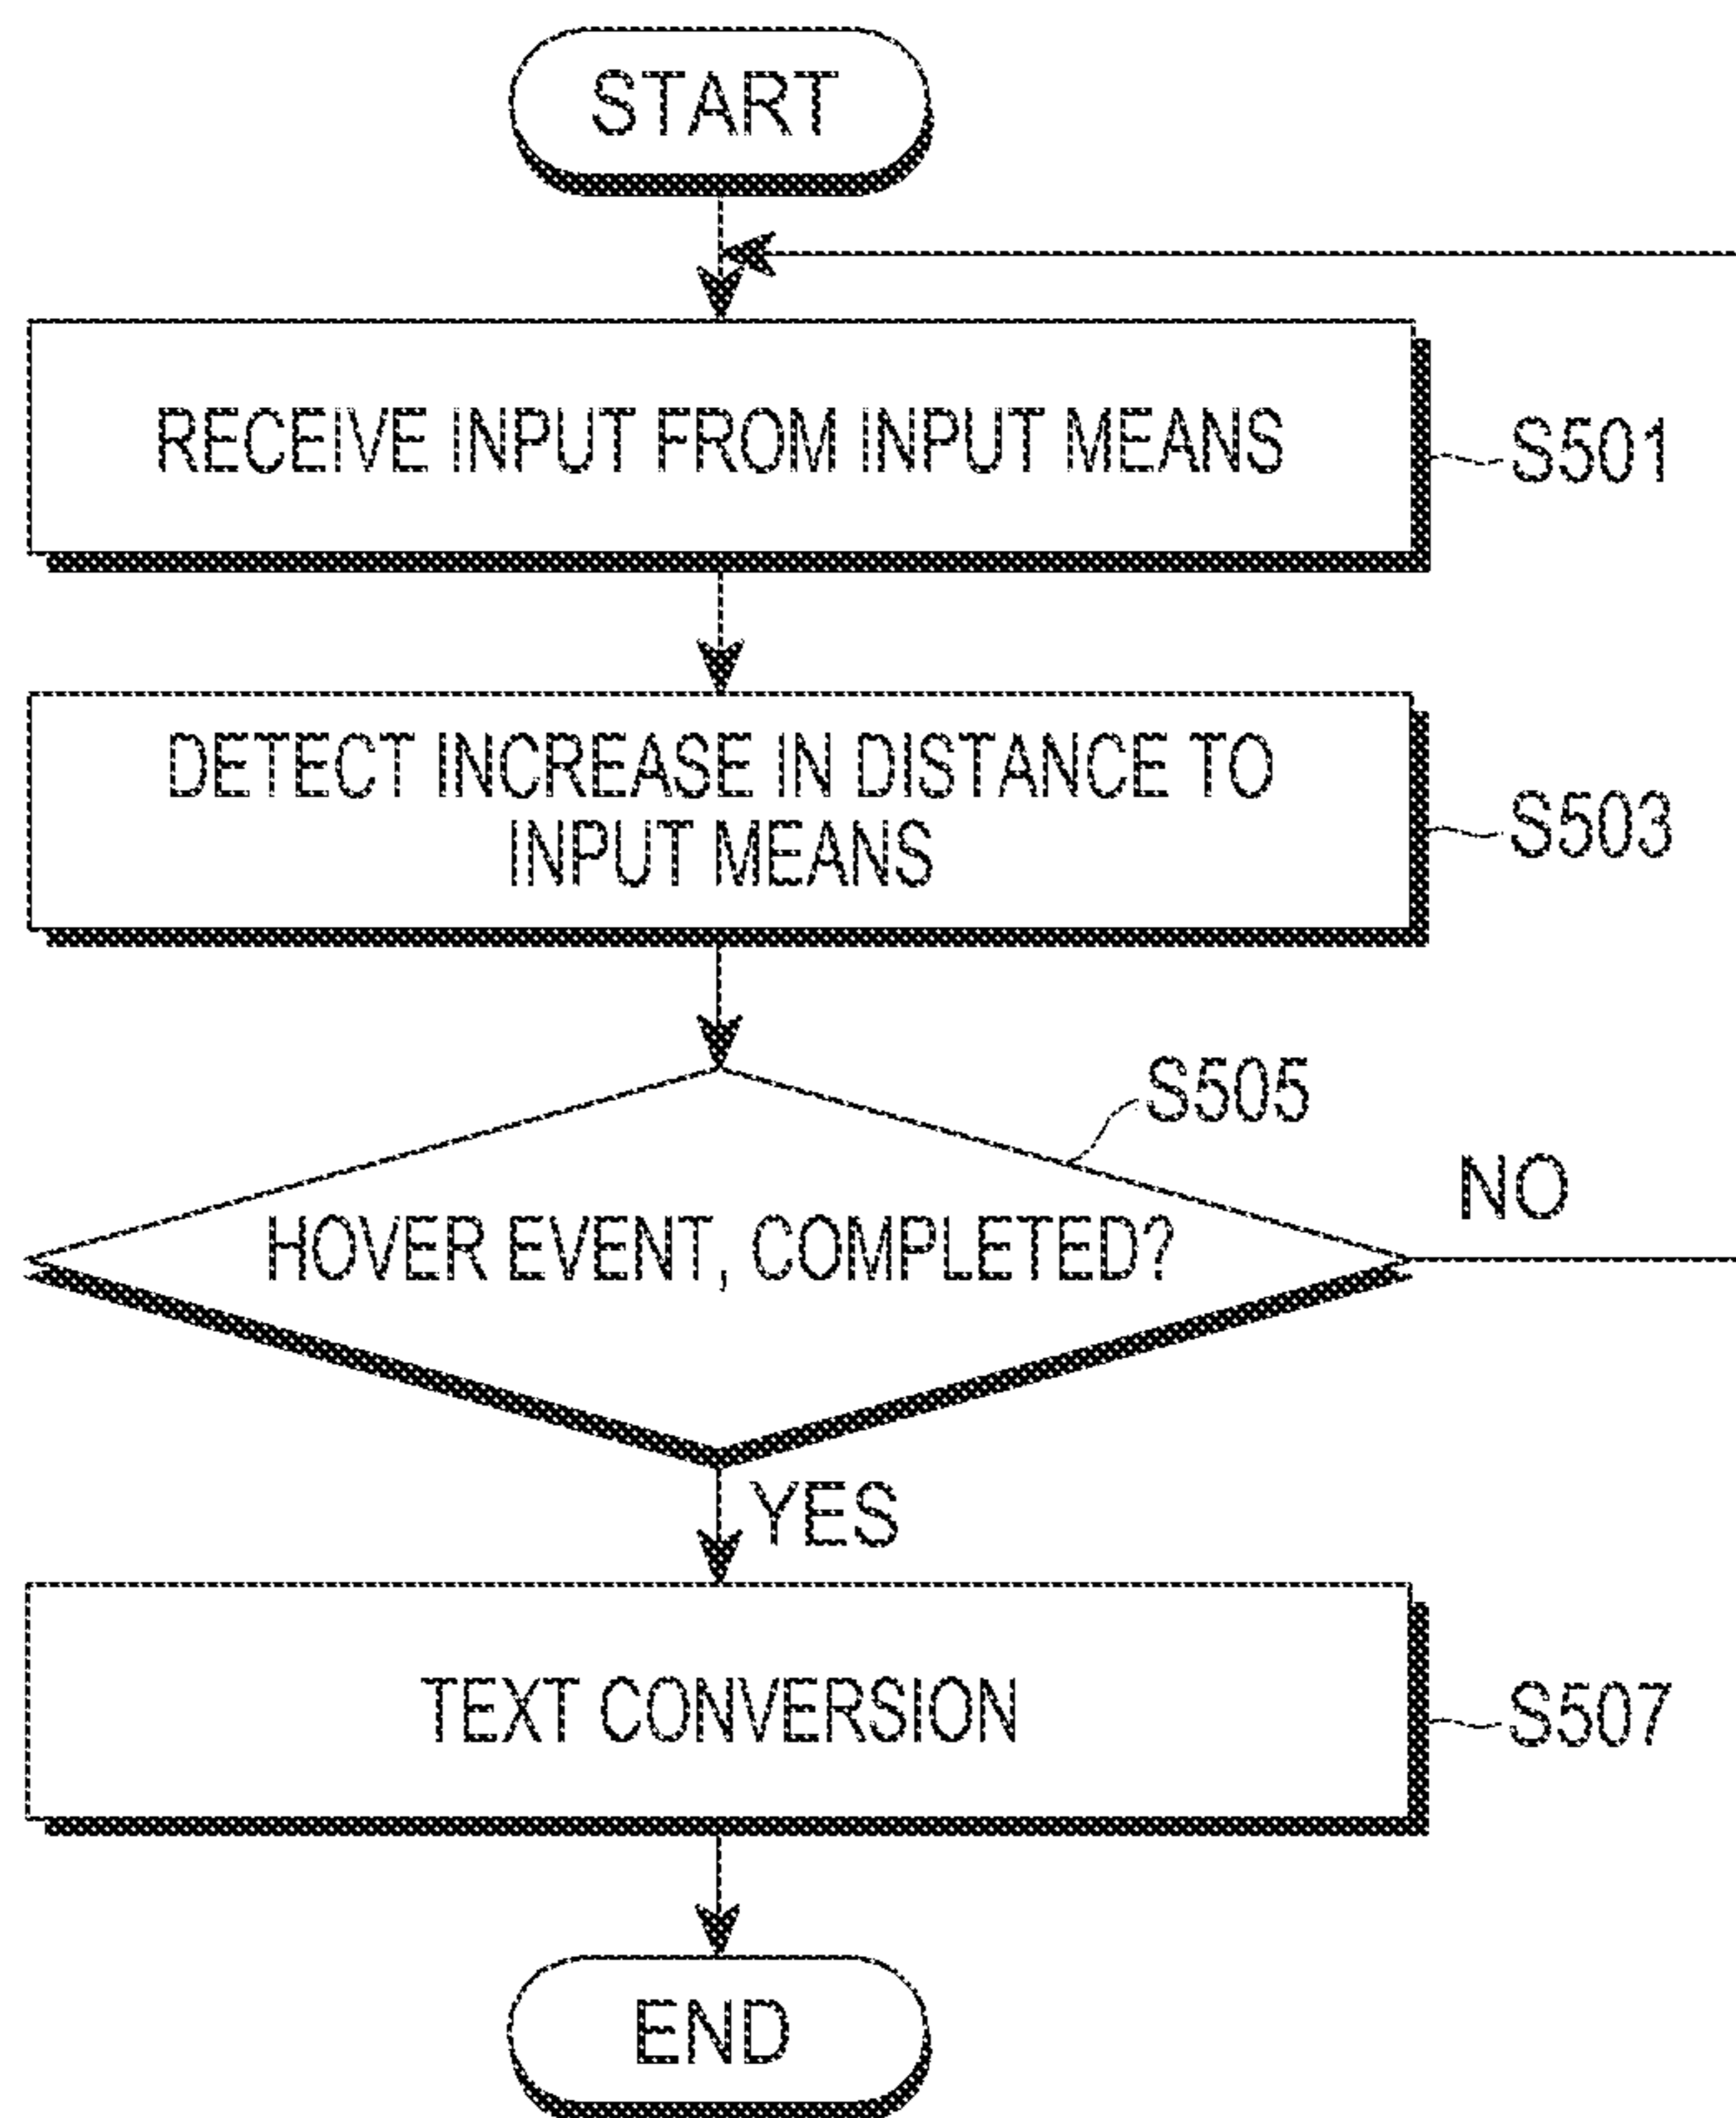 START
RECEIVE INPUT FROM INPUT MEANS
S501
DETECT INCREASE IN DISTANCE TO
INPUT MEANS
S503
S505
HOVER EVENT, COMPLETED?
NO
YES
TEXT CONVERSION
S507
END